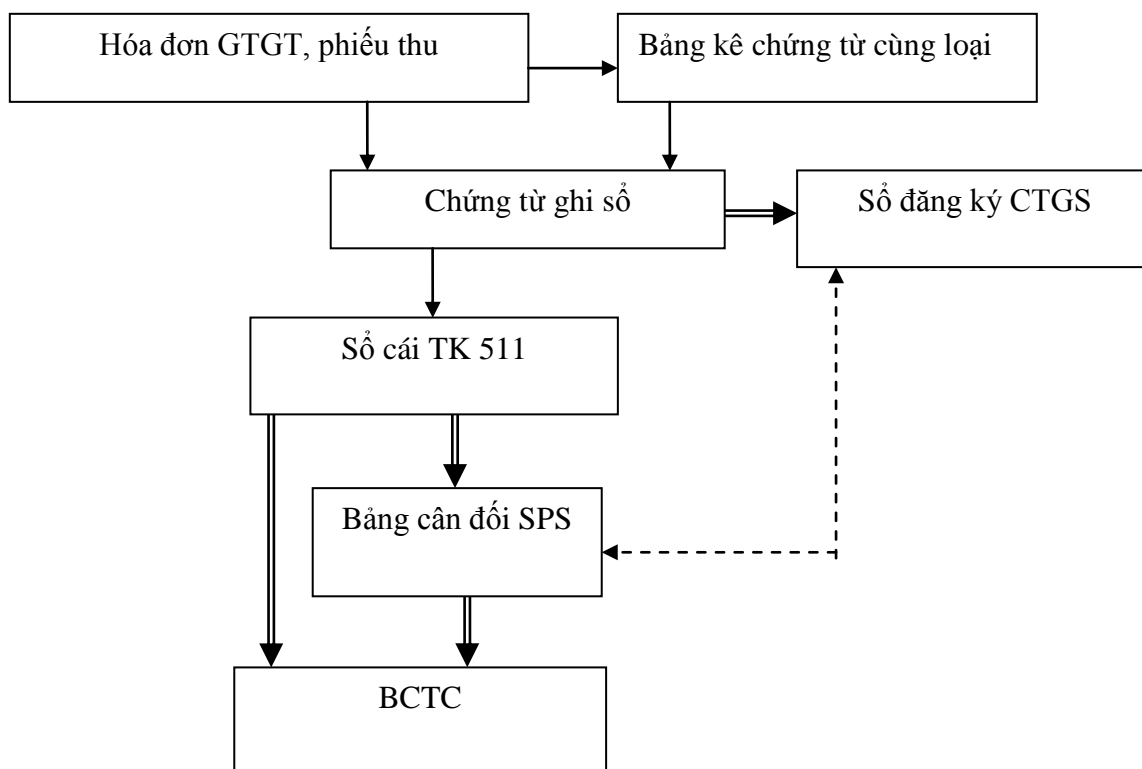 Hóa đơn GTGT, phiếu thu
Bảng kê chứng từ cùng loại
Chứng từ ghi sổ
Sổ đăng ký CTGS
Sổ cái TK 511
Bảng cân đối SPS
BCTC